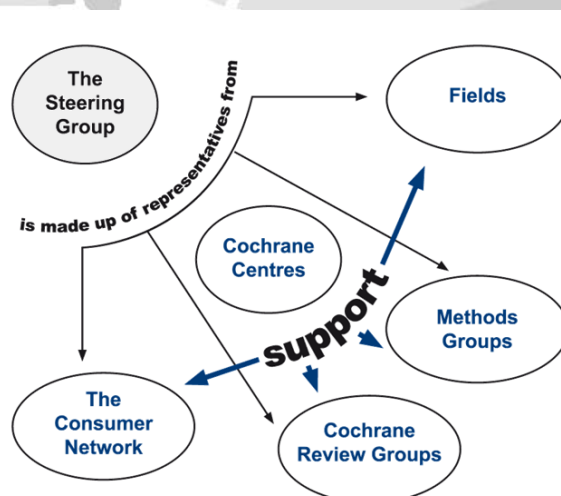 The
Steering
Group
is made up of representatives from
Fields
Cochrane
Centres
support
Methods
Groups
The
Consumer
Network
Cochrane
Review Groups